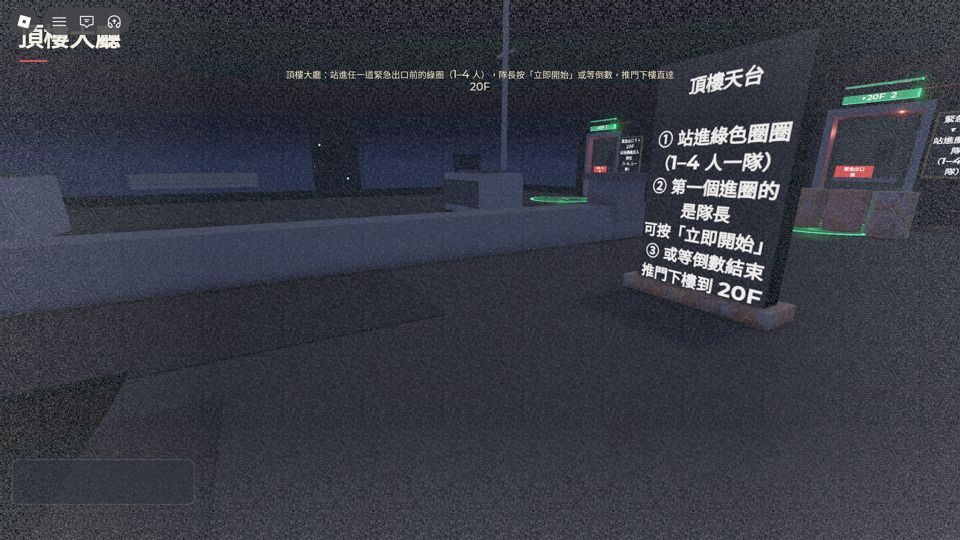 頂樓大廳
頂樓大廳：站進任一道緊急出口前的綠圈（1–4 人），隊長按「立即開始」或等倒數，推門下樓直達
20F
頂樓天台
① 站進綠色圈圈
（1–4 人一隊）
② 第一個進圈的
是隊長
可按「立即開始」
③ 或等倒數結束
推門下樓到 20F
20F 2
緊急出口